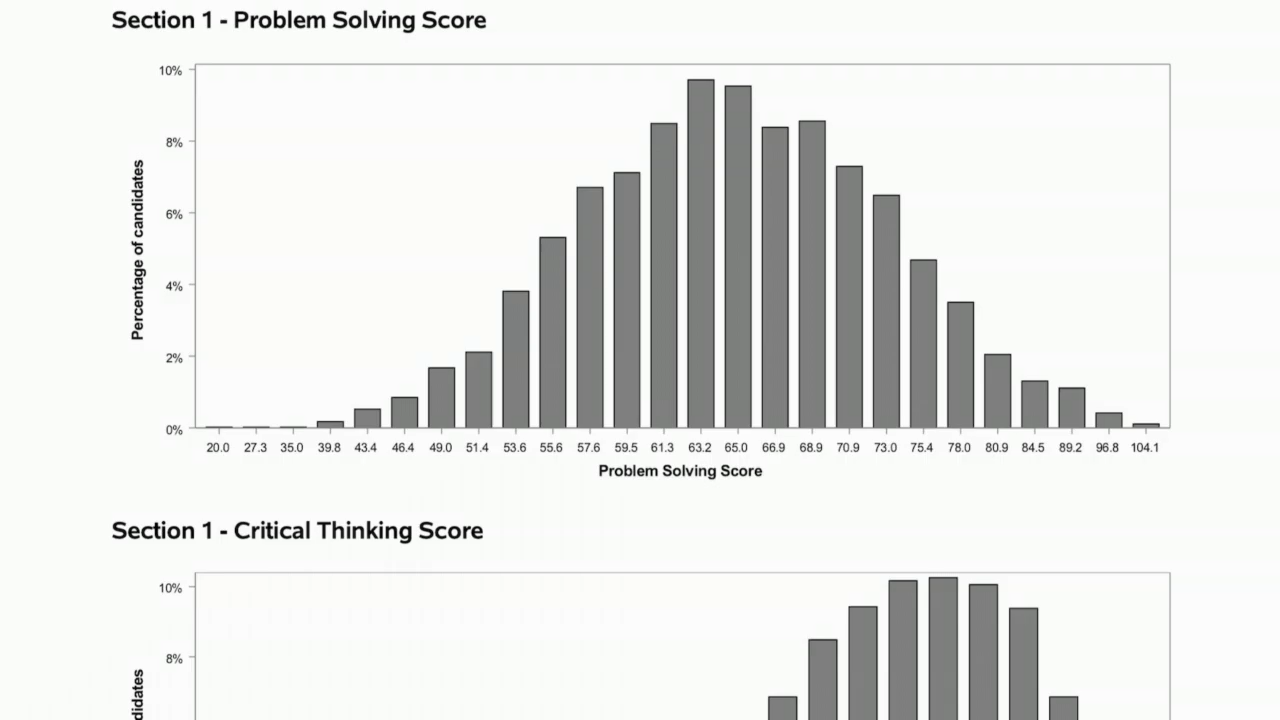 Section 1 - Problem Solving Score
10%
8%
6%
4%
2%
0%
Percentage of candidates
20.0 27.3 35.0 39.8 43.4 46.4 49.0 51.4 53.6 55.6 57.6 59.5 61.3 63.2 65.0 66.9 68.9 70.9 73.0 75.4 78.0 80.9 84.5 89.2 96.8 104.1
Problem Solving Score
Section 1 - Critical Thinking Score
10%
8%